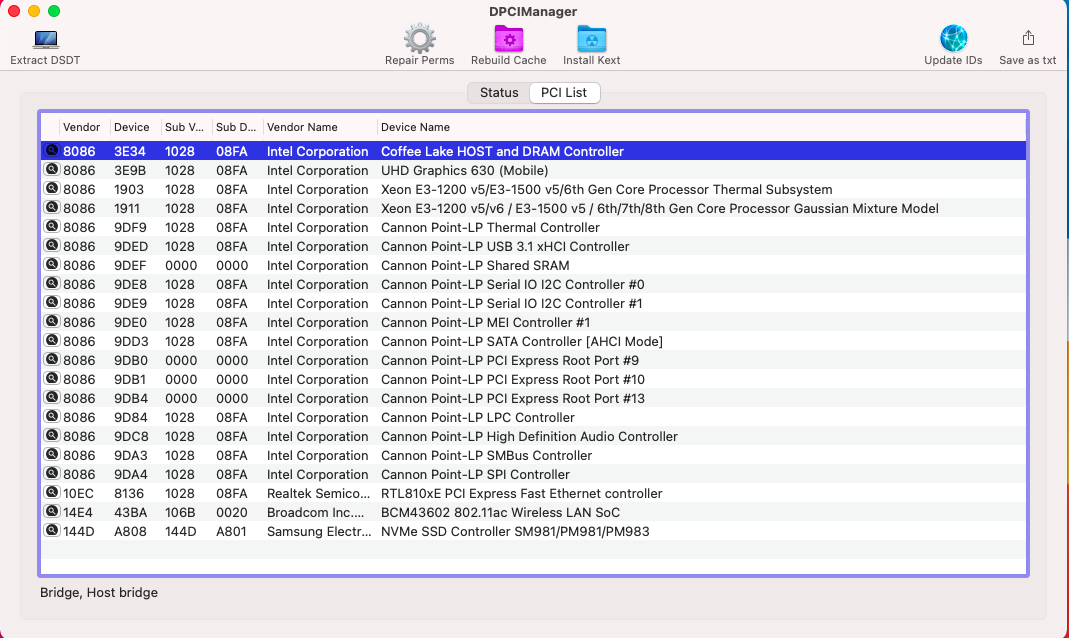 DPCIManager
Extract DSDT Repair Perms Rebuild Cache Install Kext Update IDs Save as txt
Status PCI List
Vendor Device Sub V... Sub D... Vendor Name Device Name
8086 3E34 1028 08FA Intel Corporation Coffee Lake HOST and DRAM Controller
8086 3E9B 1028 08FA Intel Corporation UHD Graphics 630 (Mobile)
8086 1903 1028 08FA Intel Corporation Xeon E3-1200 v5/E3-1500 v5/6th Gen Core Processor Thermal Subsystem
8086 1911 1028 08FA Intel Corporation Xeon E3-1200 v5/v6 / E3-1500 v5 / 6th/7th/8th Gen Core Processor Gaussian Mixture Model
8086 9DF9 1028 08FA Intel Corporation Cannon Point-LP Thermal Controller
8086 9DED 1028 08FA Intel Corporation Cannon Point-LP USB 3.1 xHCI Controller
8086 9DEF 0000 0000 Intel Corporation Cannon Point-LP Shared SRAM
8086 9DE8 1028 08FA Intel Corporation Cannon Point-LP Serial IO I2C Controller #0
8086 9DE9 1028 08FA Intel Corporation Cannon Point-LP Serial IO I2C Controller #1
8086 9DE0 1028 08FA Intel Corporation Cannon Point-LP MEI Controller #1
8086 9DD3 1028 08FA Intel Corporation Cannon Point-LP SATA Controller [AHCI Mode]
8086 9DB0 0000 0000 Intel Corporation Cannon Point-LP PCI Express Root Port #9
8086 9DB1 0000 0000 Intel Corporation Cannon Point-LP PCI Express Root Port #10
8086 9DB4 0000 0000 Intel Corporation Cannon Point-LP PCI Express Root Port #13
8086 9D84 1028 08FA Intel Corporation Cannon Point-LP LPC Controller
8086 9DC8 1028 08FA Intel Corporation Cannon Point-LP High Definition Audio Controller
8086 9DA3 1028 08FA Intel Corporation Cannon Point-LP SMBus Controller
8086 9DA4 1028 08FA Intel Corporation Cannon Point-LP SPI Controller
10EC 8136 1028 08FA Realtek Semico... RTL810xE PCI Express Fast Ethernet controller
14E4 43BA 106B 0020 Broadcom Inc.... BCM43602 802.11ac Wireless LAN SoC
144D A808 144D A801 Samsung Electr... NVMe SSD Controller SM981/PM981/PM983
Bridge, Host bridge